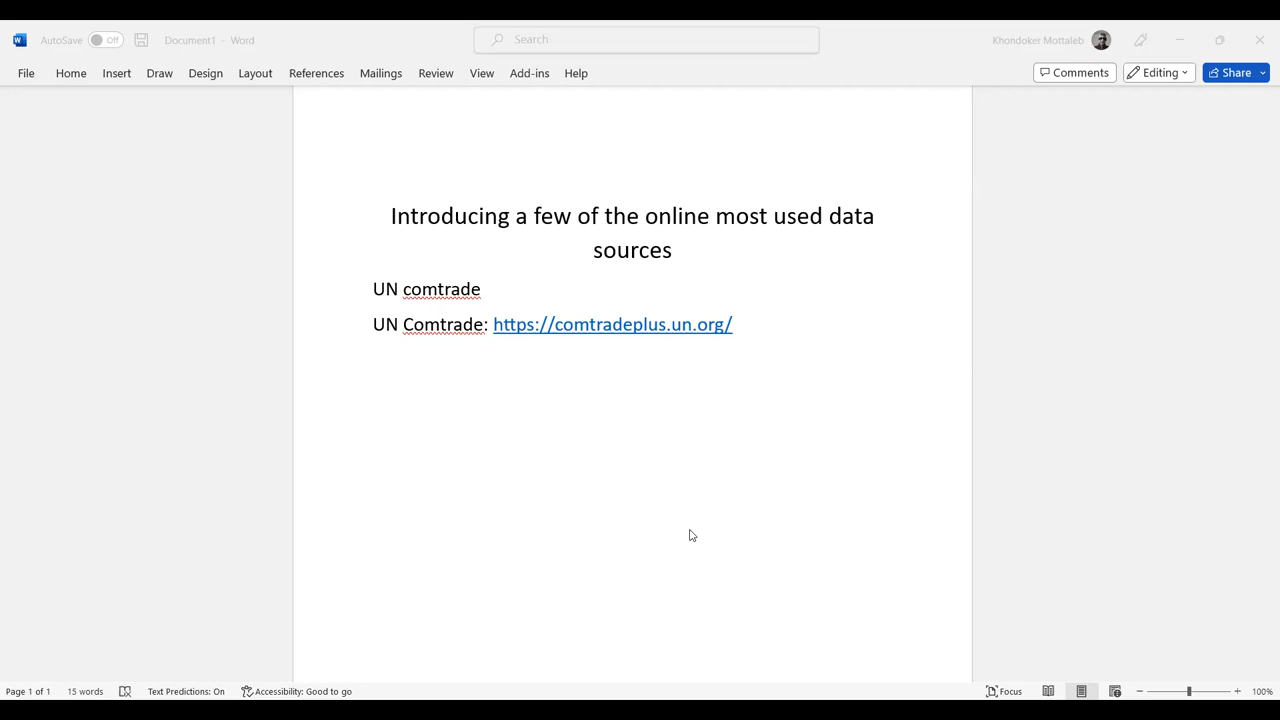 AutoSave Off Document1 - Word Search Khondoker Mottaleb
File Home Insert Draw Design Layout References Mailings Review View Add-ins Help Comments Editing Share
Introducing a few of the online most used data
sources
UN comtrade
UN Comtrade: https://comtradeplus.un.org/
Page 1 of 1 15 words Text Predictions: On Accessibility: Good to go Focus 100%